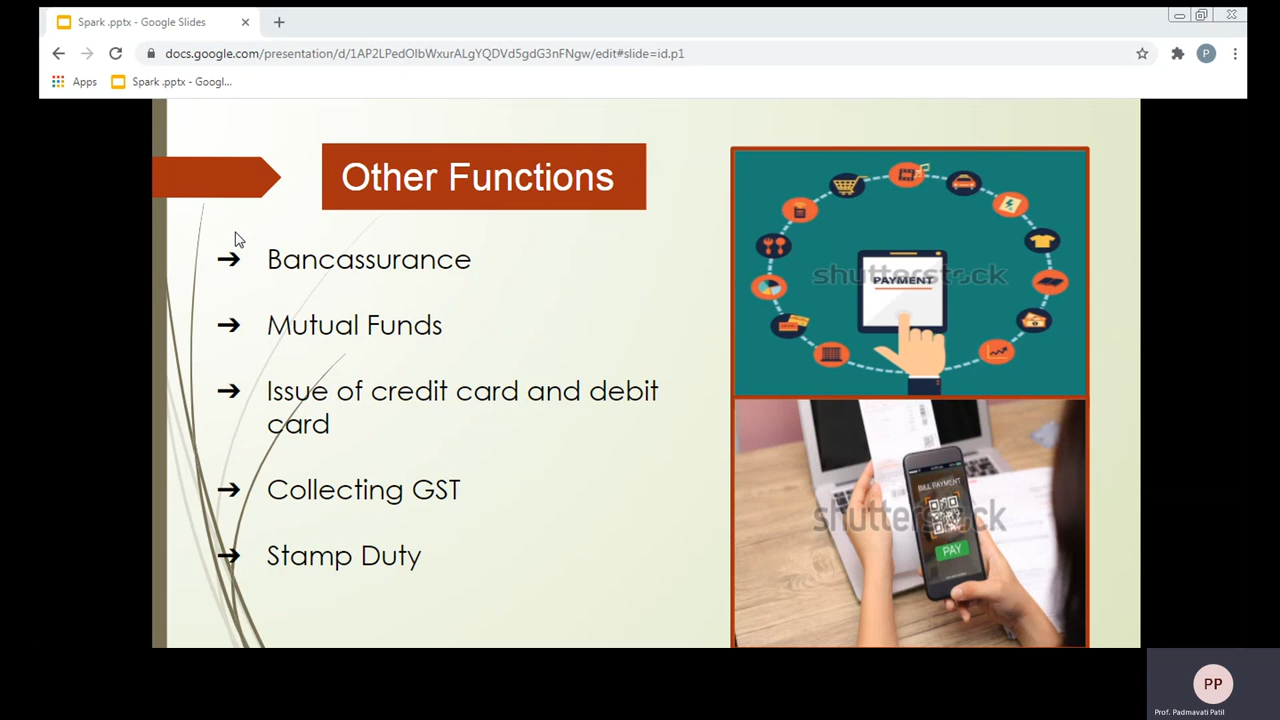 Spark .pptx - Google Slides
docs.google.com/presentation/d/1AP2LPedOlbWxurALgYQDVd5gdG3nFNgw/edit#slide=id.p1
P
Apps
Spark .pptx - Googl...
Other Functions
➔ Bancassurance
➔ Mutual Funds
➔ Issue of credit card and debit
card
➔ Collecting GST
➔ Stamp Duty
shutterstock
PAYMENT
BILL PAYMENT
shutterstock
PAY
PP
Prof. Padmavati Patil